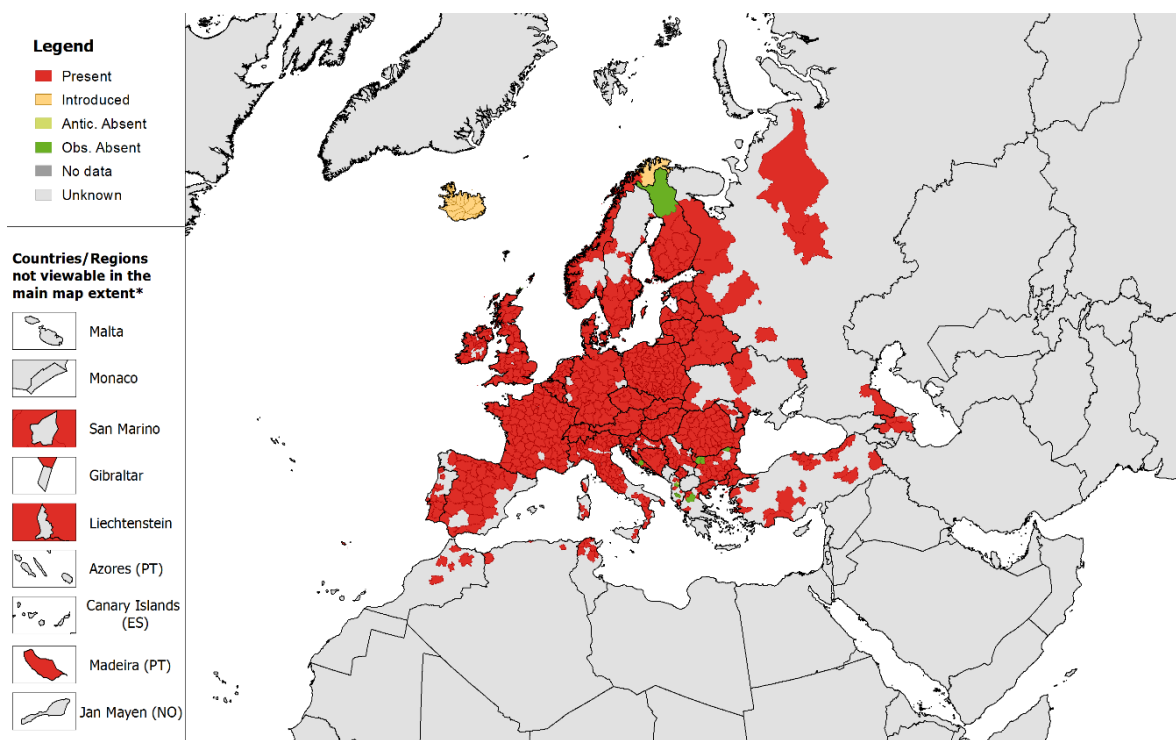 Legend
Present
Introduced
Antic. Absent
Obs. Absent
No data
Unknown
Countries/Regions
not viewable in the
main map extent*
Malta
Monaco
San Marino
Gibraltar
Liechtenstein
Azores (PT)
Canary Islands
(ES)
Madeira (PT)
Jan Mayen (NO)